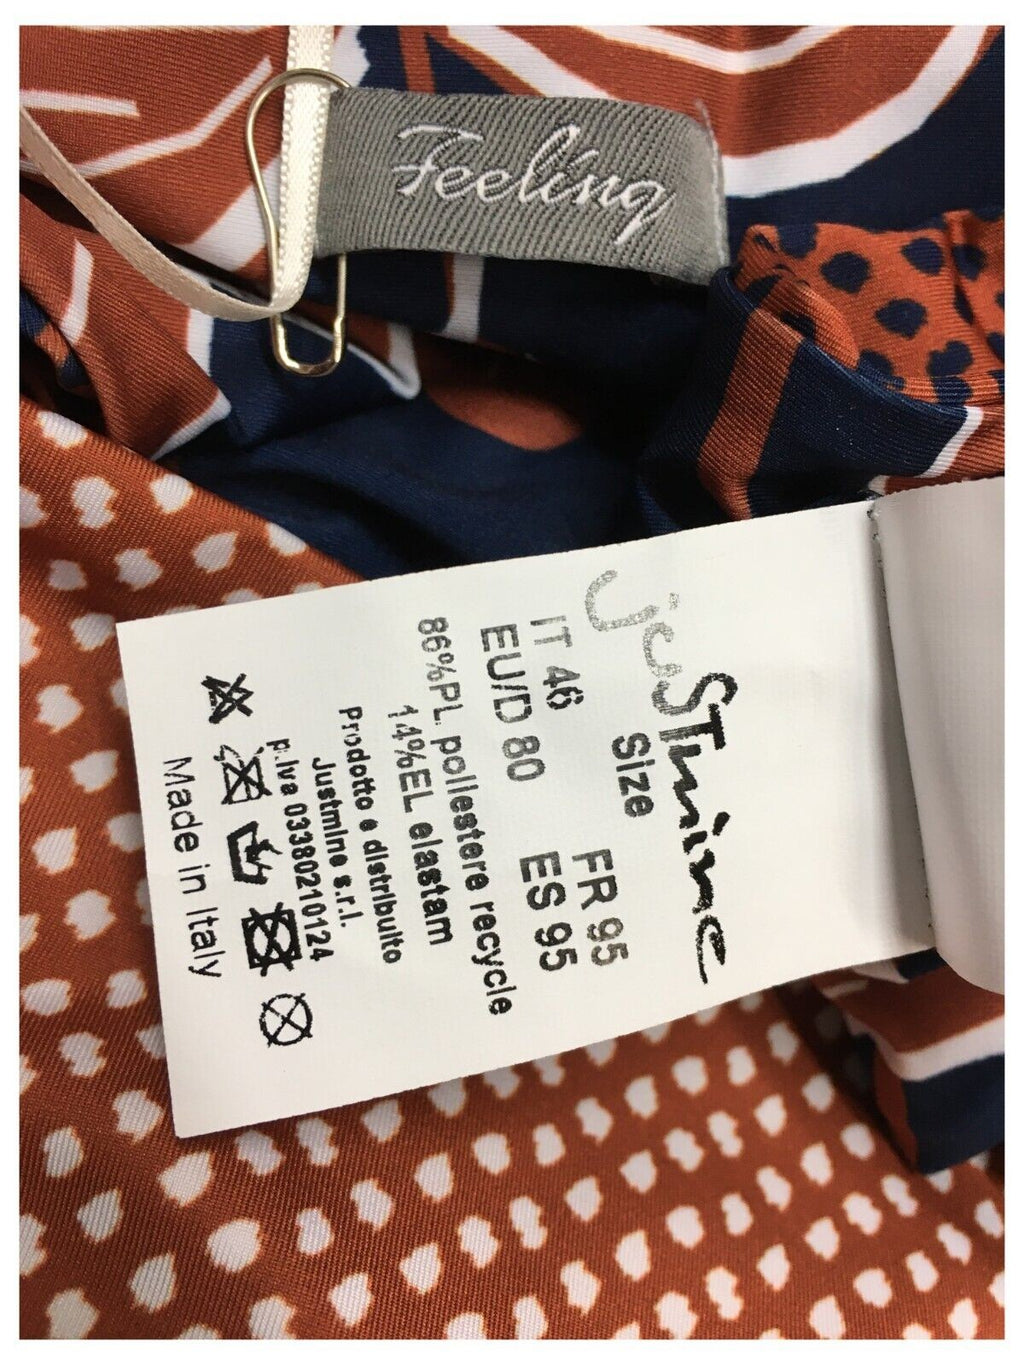 Feeling
jusTmine
Size
IT 46 FR 95
EU/D 80 ES 95
86%PL. poliestere recycle
14%EL elastam
Prodotto e distribuito
Justmine s.r.l.
p.iva 03380210124
Made in Italy